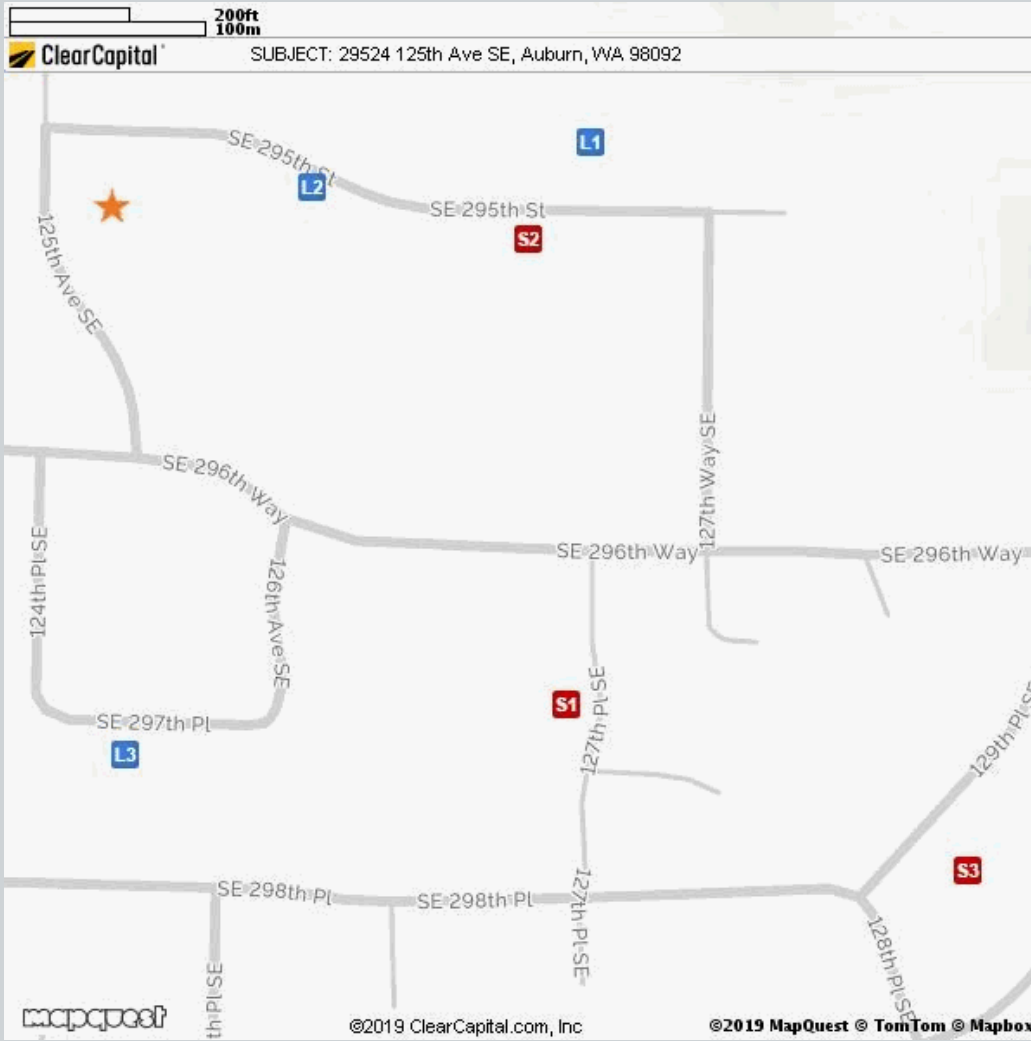 200ft
100m
ClearCapital
SUBJECT: 29524 125th Ave SE, Auburn, WA 98092
SE 295th St
L1
L2
SE 295th St
S2
125th Ave SE
127th Way SE
SE 296th Way
SE 296th Way
SE 296th Way
124th Pl SE
126th Ave SE
127th Pl SE
S1
129th Pl SE
SE 297th Pl
L3
S3
SE 298th Pl
SE 298th Pl
127th Pl SE
128th Pl SE
th Pl SE
mapquest
©2019 ClearCapital.com, Inc
©2019 MapQuest © TomTom © Mapbox